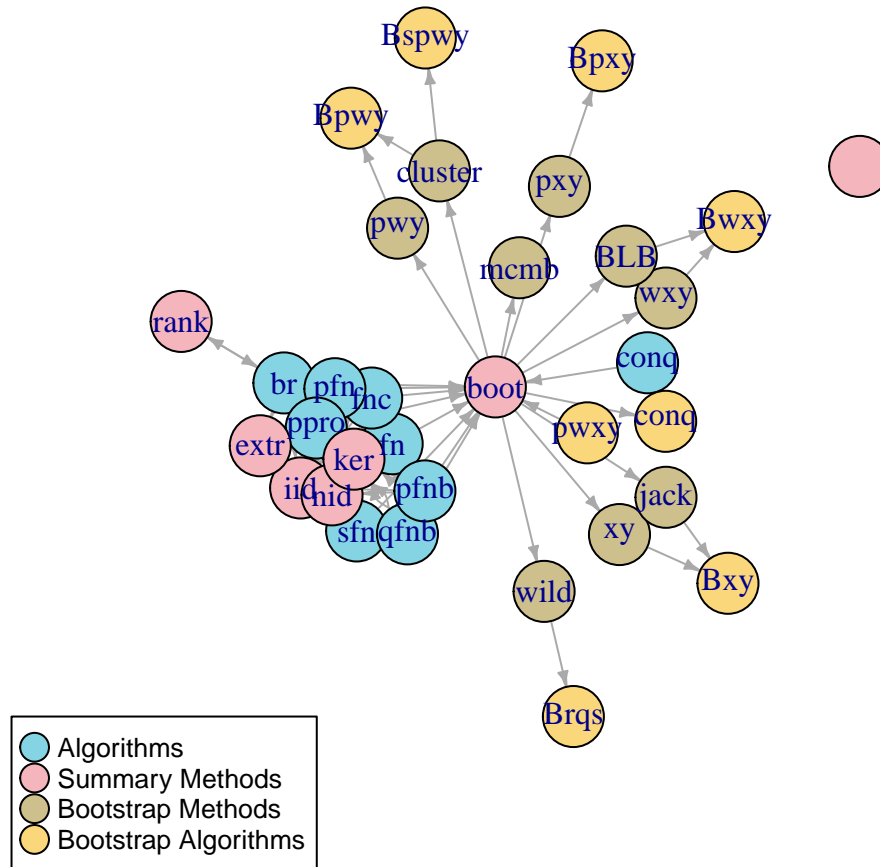 Bspwy
Bpxy
Bpwy
cluster
pxy
Bwxy
pwy
BLB
mcmb
wxy
rank
conq
br
pfn
fnc
boot
ppro
pwxy
conq
extr
ker
fn
iid
nid
pfnb
jack
sfn
qfnb
xy
Bxy
wild
Brqs
Algorithms
Summary Methods
Bootstrap Methods
Bootstrap Algorithms